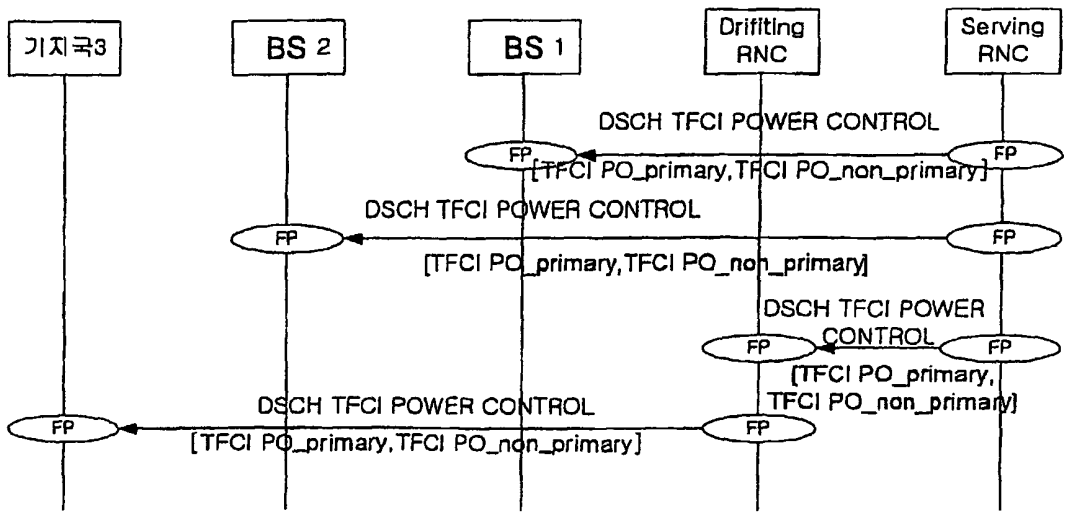 기지국3
BS 2
BS 1
Drifiting
RNC
Serving
RNC
DSCH TFCI POWER CONTROL
FP
FP
[TFCI PO_primary,TFCI PO_non_primary]
DSCH TFCI POWER CONTROL
FP
FP
[TFCI PO_primary,TFCI PO_non_primary]
DSCH TFCI POWER
CONTROL
FP
FP
[TFCI PO_primary,
TFCI PO_non_primary]
DSCH TFCI POWER CONTROL
FP
FP
[TFCI PO_primary,TFCI PO_non_primary]